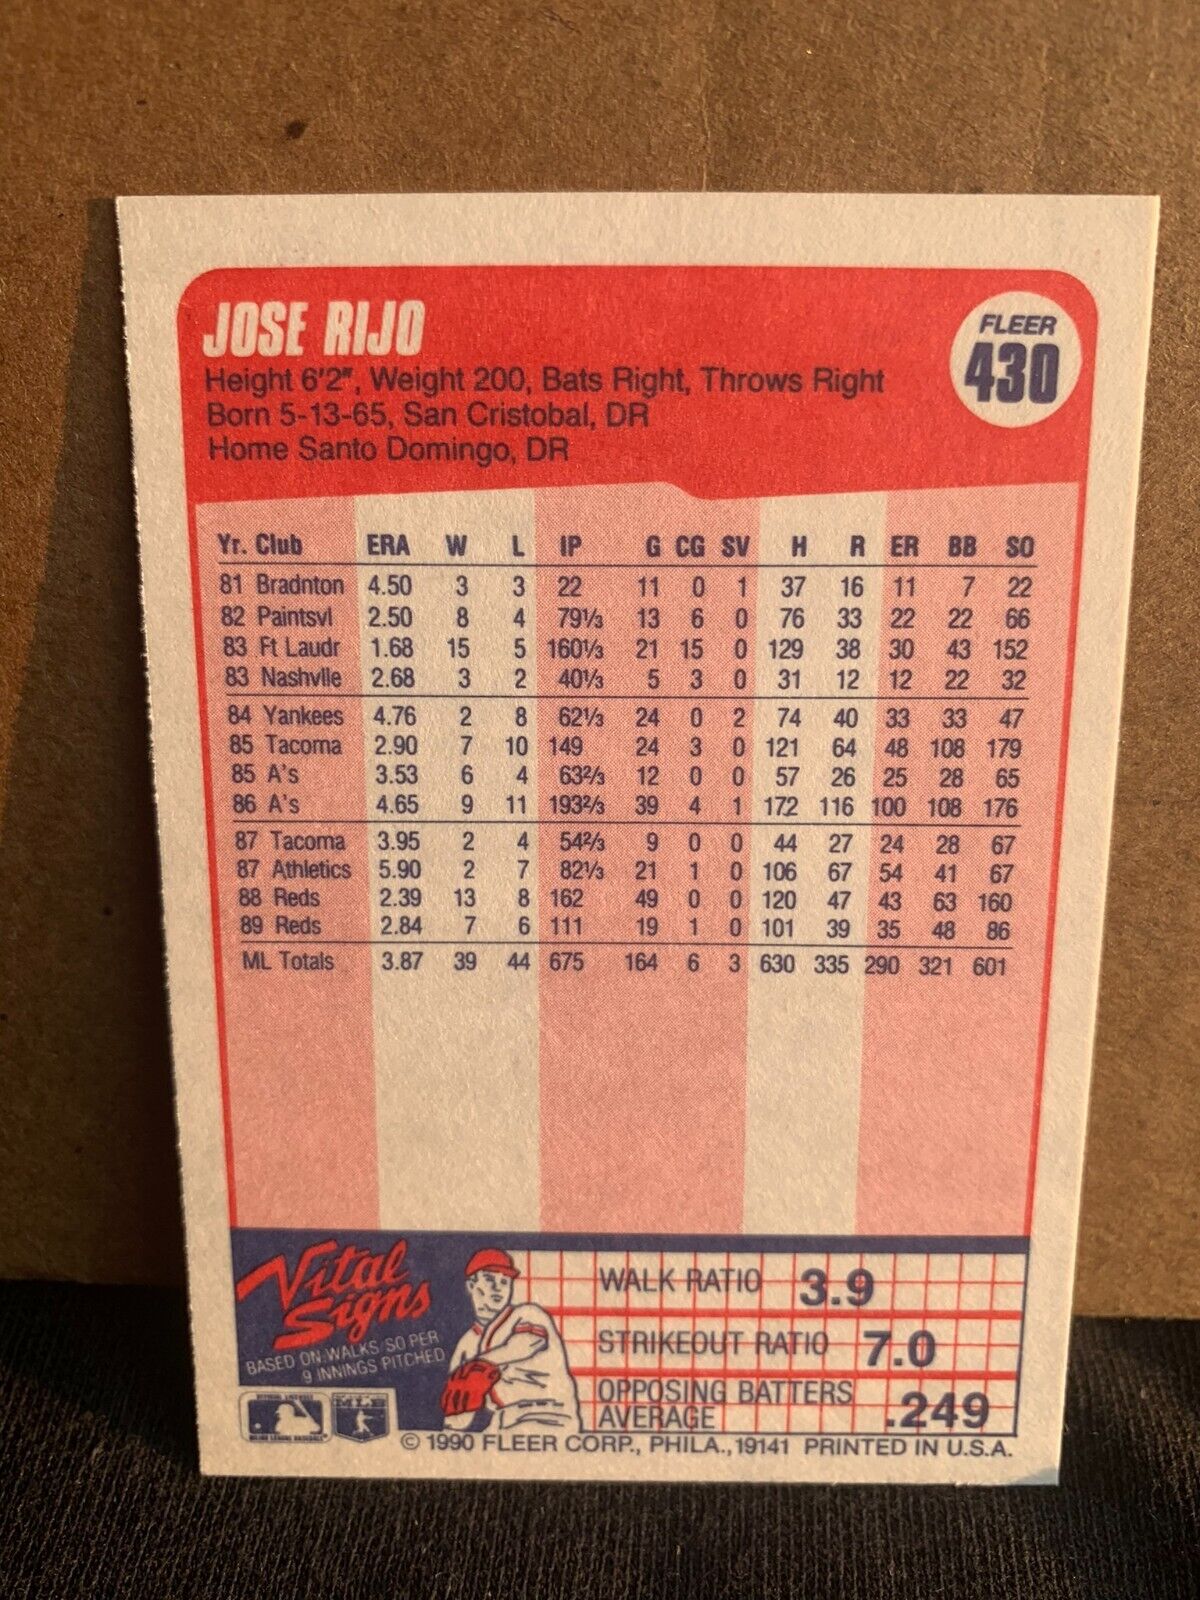 JOSE RIJO
FLEER
430
Height 6'2", Weight 200, Bats Right, Throws Right
Born 5-13-65, San Cristobal, DR
Home Santo Domingo, DR
Yr. Club ERA W L IP G CG SV H R ER BB SO
81 Bradnton 4.50 3 3 22 11 0 1 37 16 11 7 22
82 Paintsvl 2.50 8 4 79⅓ 13 6 0 76 33 22 22 66
83 Ft Laudr 1.68 15 5 160⅓ 21 15 0 129 38 30 43 152
83 Nashvlle 2.68 3 2 40⅓ 5 3 0 31 12 12 22 32
84 Yankees 4.76 2 8 62⅓ 24 0 2 74 40 33 33 47
85 Tacoma 2.90 7 10 149 24 3 0 121 64 48 108 179
85 A's 3.53 6 4 63⅔ 12 0 0 57 26 25 28 65
86 A's 4.65 9 11 193⅔ 39 4 1 172 116 100 108 176
87 Tacoma 3.95 2 4 54⅔ 9 0 0 44 27 24 28 67
87 Athletics 5.90 2 7 82⅓ 21 1 0 106 67 54 41 67
88 Reds 2.39 13 8 162 49 0 0 120 47 43 63 160
89 Reds 2.84 7 6 111 19 1 0 101 39 35 48 86
ML Totals 3.87 39 44 675 164 6 3 630 335 290 321 601
Vital
Signs
BASED ON WALKS/SO PER
9 INNINGS PITCHED
WALK RATIO 3.9
STRIKEOUT RATIO 7.0
OPPOSING BATTERS
AVERAGE .249
MLB
© 1990 FLEER CORP., PHILA., 19141 PRINTED IN U.S.A.